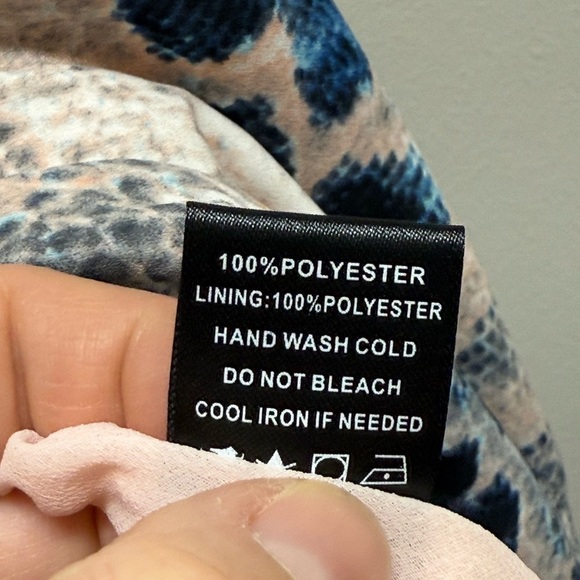 100%POLYESTER
LINING:100%POLYESTER
HAND WASH COLD
DO NOT BLEACH
COOL IRON IF NEEDED